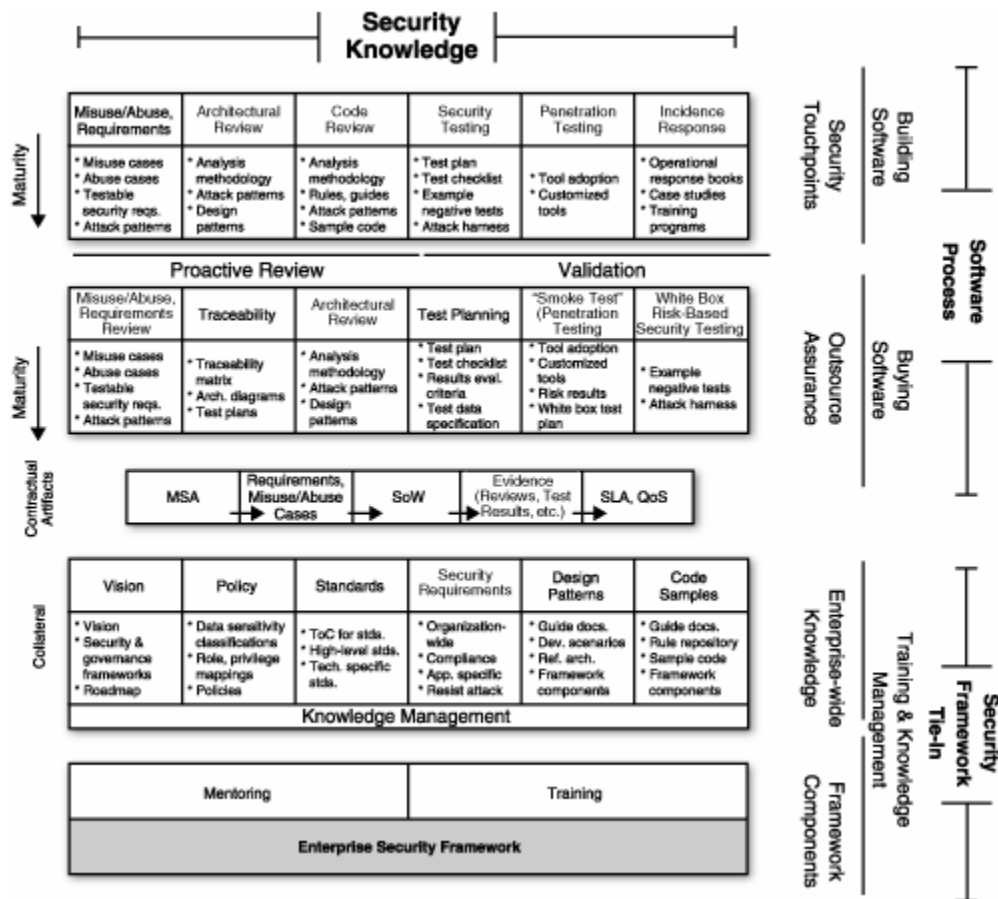 Security
Knowledge
Misuse/Abuse,
Requirements
Architectural
Review
Code
Review
Security
Testing
Penetration
Testing
Incidence
Response
* Misuse cases
* Abuse cases
* Testable
security reqs.
* Attack patterns
* Analysis
methodology
* Attack patterns
* Design
patterns
* Analysis
methodology
* Rules, guides
* Attack patterns
* Sample code
* Test plan
* Test checklist
* Example
negative tests
* Attack harness
* Tool adoption
* Customized
tools
* Operational
response books
* Case studies
* Training
programs
Maturity
Security
Touchpoints
Building
Software
Proactive Review
Validation
Misuse/Abuse,
Requirements
Review
Traceability
Architectural
Review
Test Planning
"Smoke Test"
(Penetration
Testing
White Box
Risk-Based
Security Testing
* Misuse cases
* Abuse cases
* Testable
security reqs.
* Attack patterns
* Traceability
matrix
* Arch. diagrams
* Test plans
* Analysis
methodology
* Attack patterns
* Design
patterns
* Test plan
* Test checklist
* Results eval.
criteria
* Test data
specification
* Tool adoption
* Customized
tools
* Risk results
* White box test
plan
* Example
negative tests
* Attack harness
Maturity
Outsource
Assurance
Buying
Software
Software
Process
Contractual
Artifacts
MSA
Requirements,
Misuse/Abuse
Cases
SoW
Evidence
(Reviews, Test
Results, etc.)
SLA, QoS
Vision
Policy
Standards
Security
Requirements
Design
Patterns
Code
Samples
* Vision
* Security &
governance
frameworks
* Roadmap
* Data sensitivity
classifications
* Role, privilege
mappings
* Policies
* ToC for stds.
* High-level stds.
* Tech. specific
stds.
* Organization-
wide
* Compliance
* App. specific
* Resist attack
* Guide docs.
* Dev. scenarios
* Ref. arch.
* Framework
components
* Guide docs.
* Rule repository
* Sample code
* Framework
components
Collateral
Knowledge Management
Enterprise-wide
Knowledge
Training & Knowledge
Management
Security
Framework
Tie-In
Mentoring
Training
Enterprise Security Framework
Framework
Components